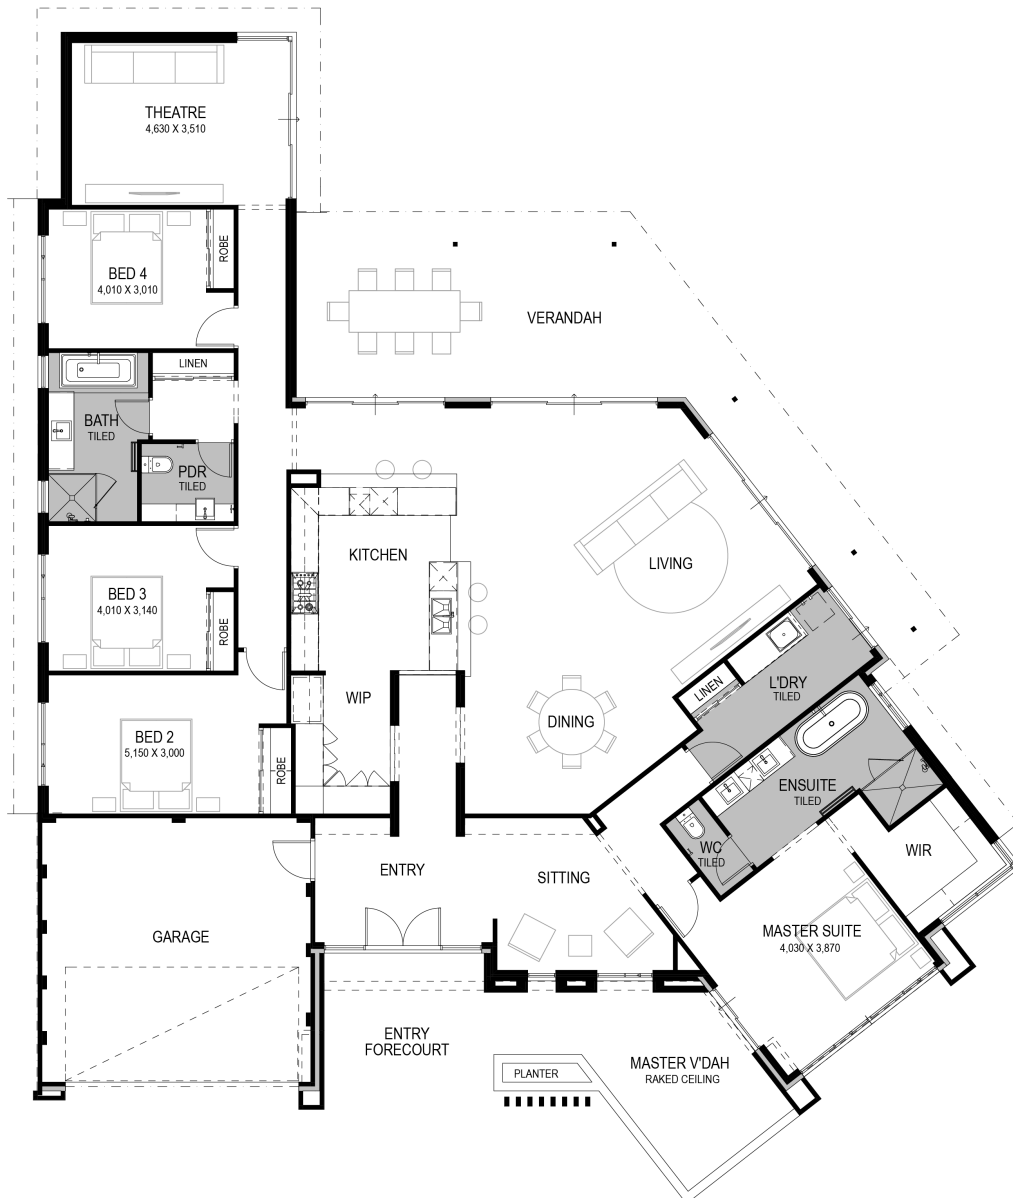 THEATRE
4,630 X 3,510
ROBE
BED 4
4,010 X 3,010
VERANDAH
LINEN
BATH
TILED
PDR
TILED
KITCHEN
LIVING
BED 3
4,010 X 3,140
ROBE
L'DRY
TILED
LINEN
WIP
DINING
BED 2
5,150 X 3,000
ROBE
ENSUITE
TILED
WC
TILED
WIR
ENTRY
SITTING
GARAGE
MASTER SUITE
4,030 X 3,870
ENTRY
FORECOURT
MASTER V'DAH
RAKED CEILING
PLANTER